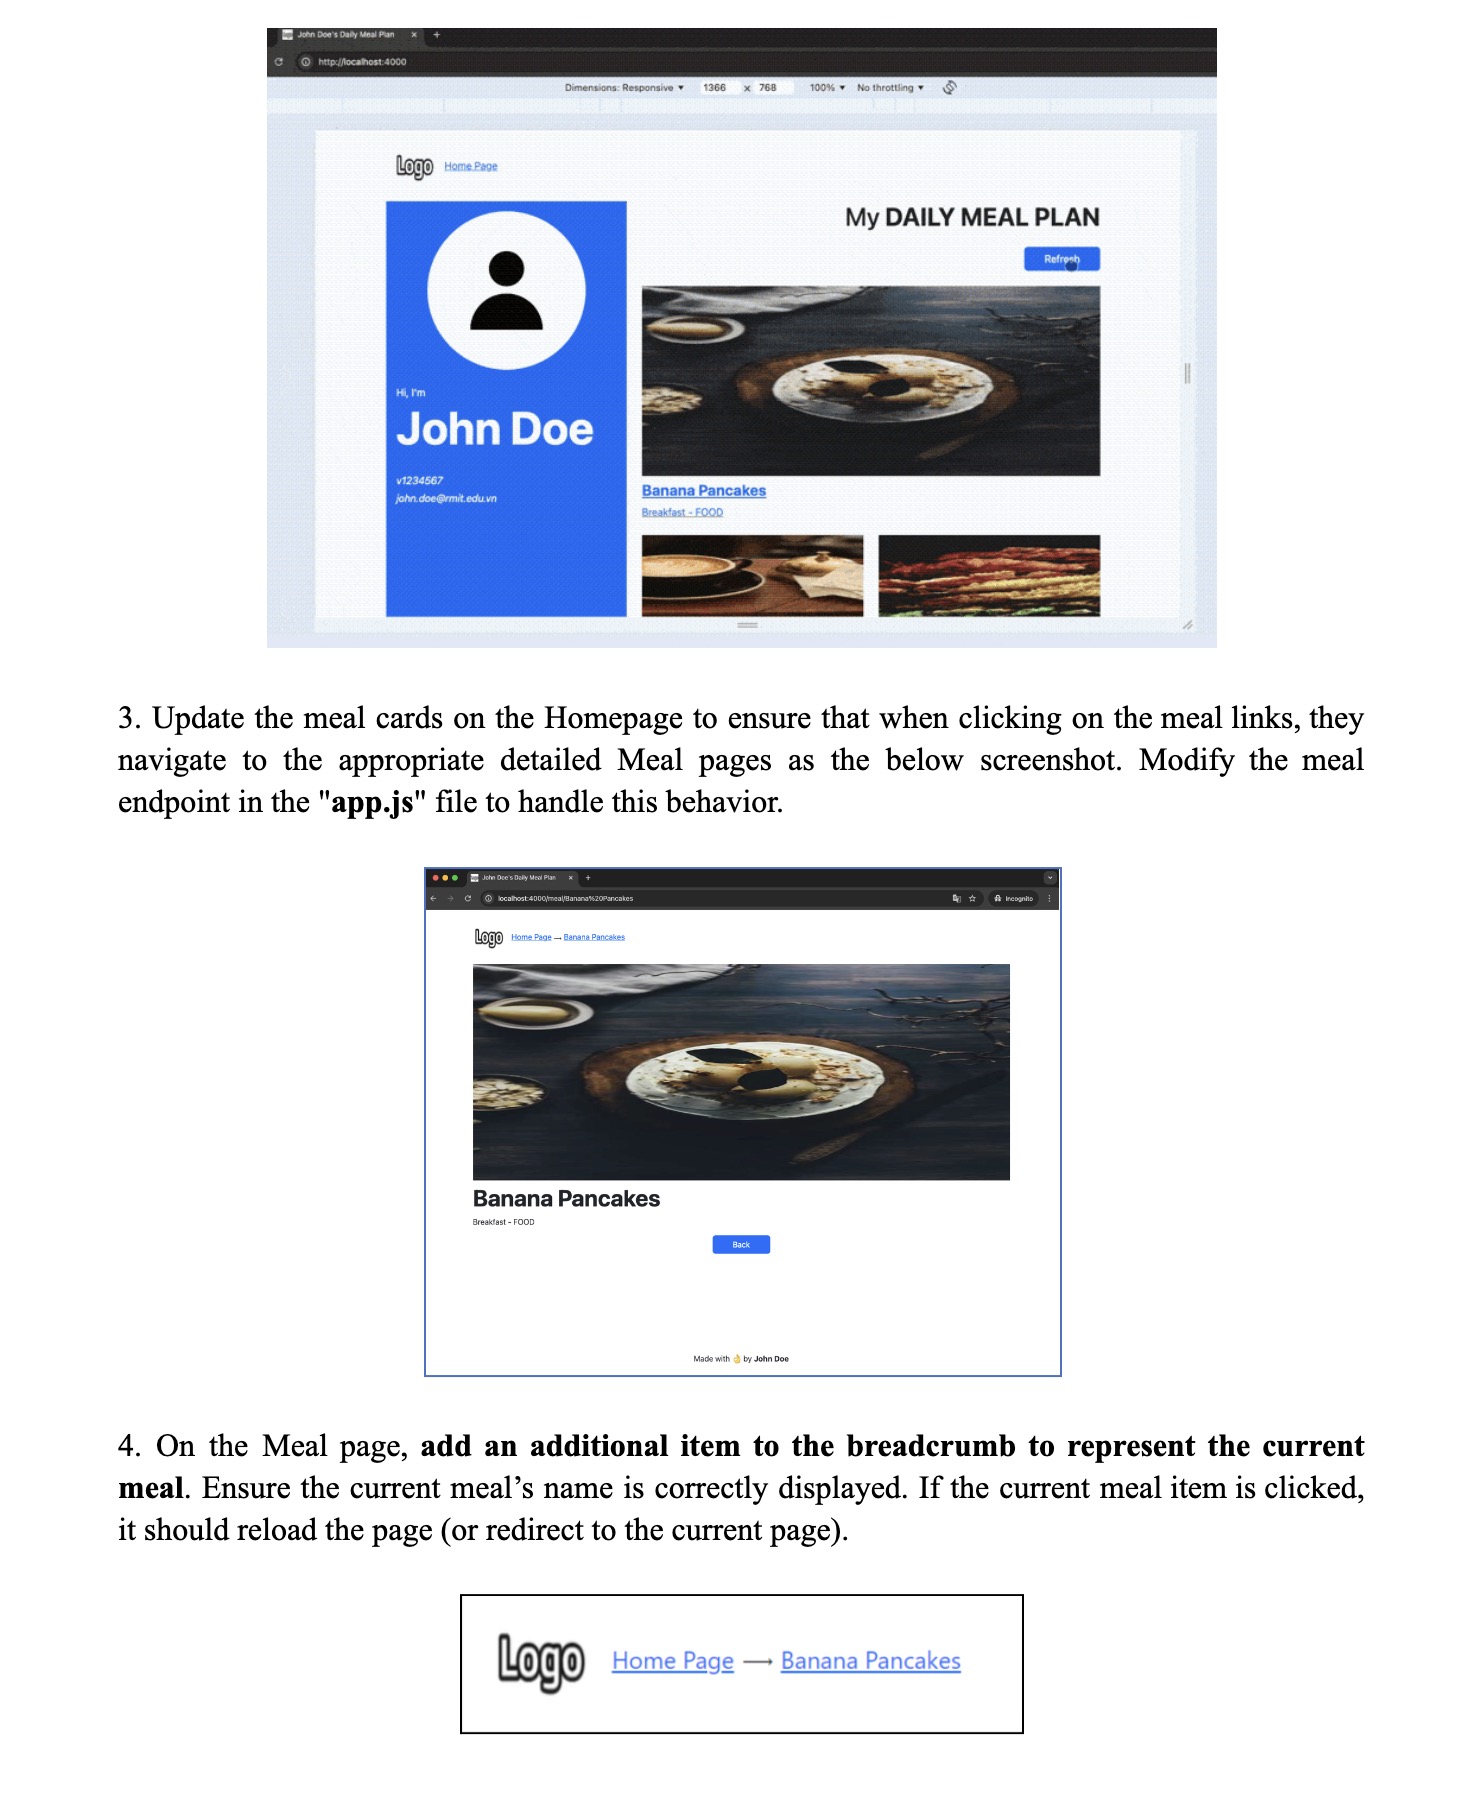 John Doe's Daily Meal Plan × +
http://localhost:4000
Dimensions: Responsive ▼ 1366 x 768 100% ▼ No throttling ▼
Logo Home Page
My DAILY MEAL PLAN
Refresh
Hi, I'm
John Doe
v1234567
john.doe@rmit.edu.vn
Banana Pancakes
Breakfast - FOOD
3. Update the meal cards on the Homepage to ensure that when clicking on the meal links, they
navigate to the appropriate detailed Meal pages as the below screenshot. Modify the meal
endpoint in the "app.js" file to handle this behavior.
John Doe's Daily Meal Plan × +
localhost:4000/meal/Banana%20Pancakes Incognito
Logo Home Page ⟶ Banana Pancakes
Banana Pancakes
Breakfast - FOOD
Back
Made with 👌 by John Doe
4. On the Meal page, add an additional item to the breadcrumb to represent the current
meal. Ensure the current meal’s name is correctly displayed. If the current meal item is clicked,
it should reload the page (or redirect to the current page).
Logo Home Page ⟶ Banana Pancakes